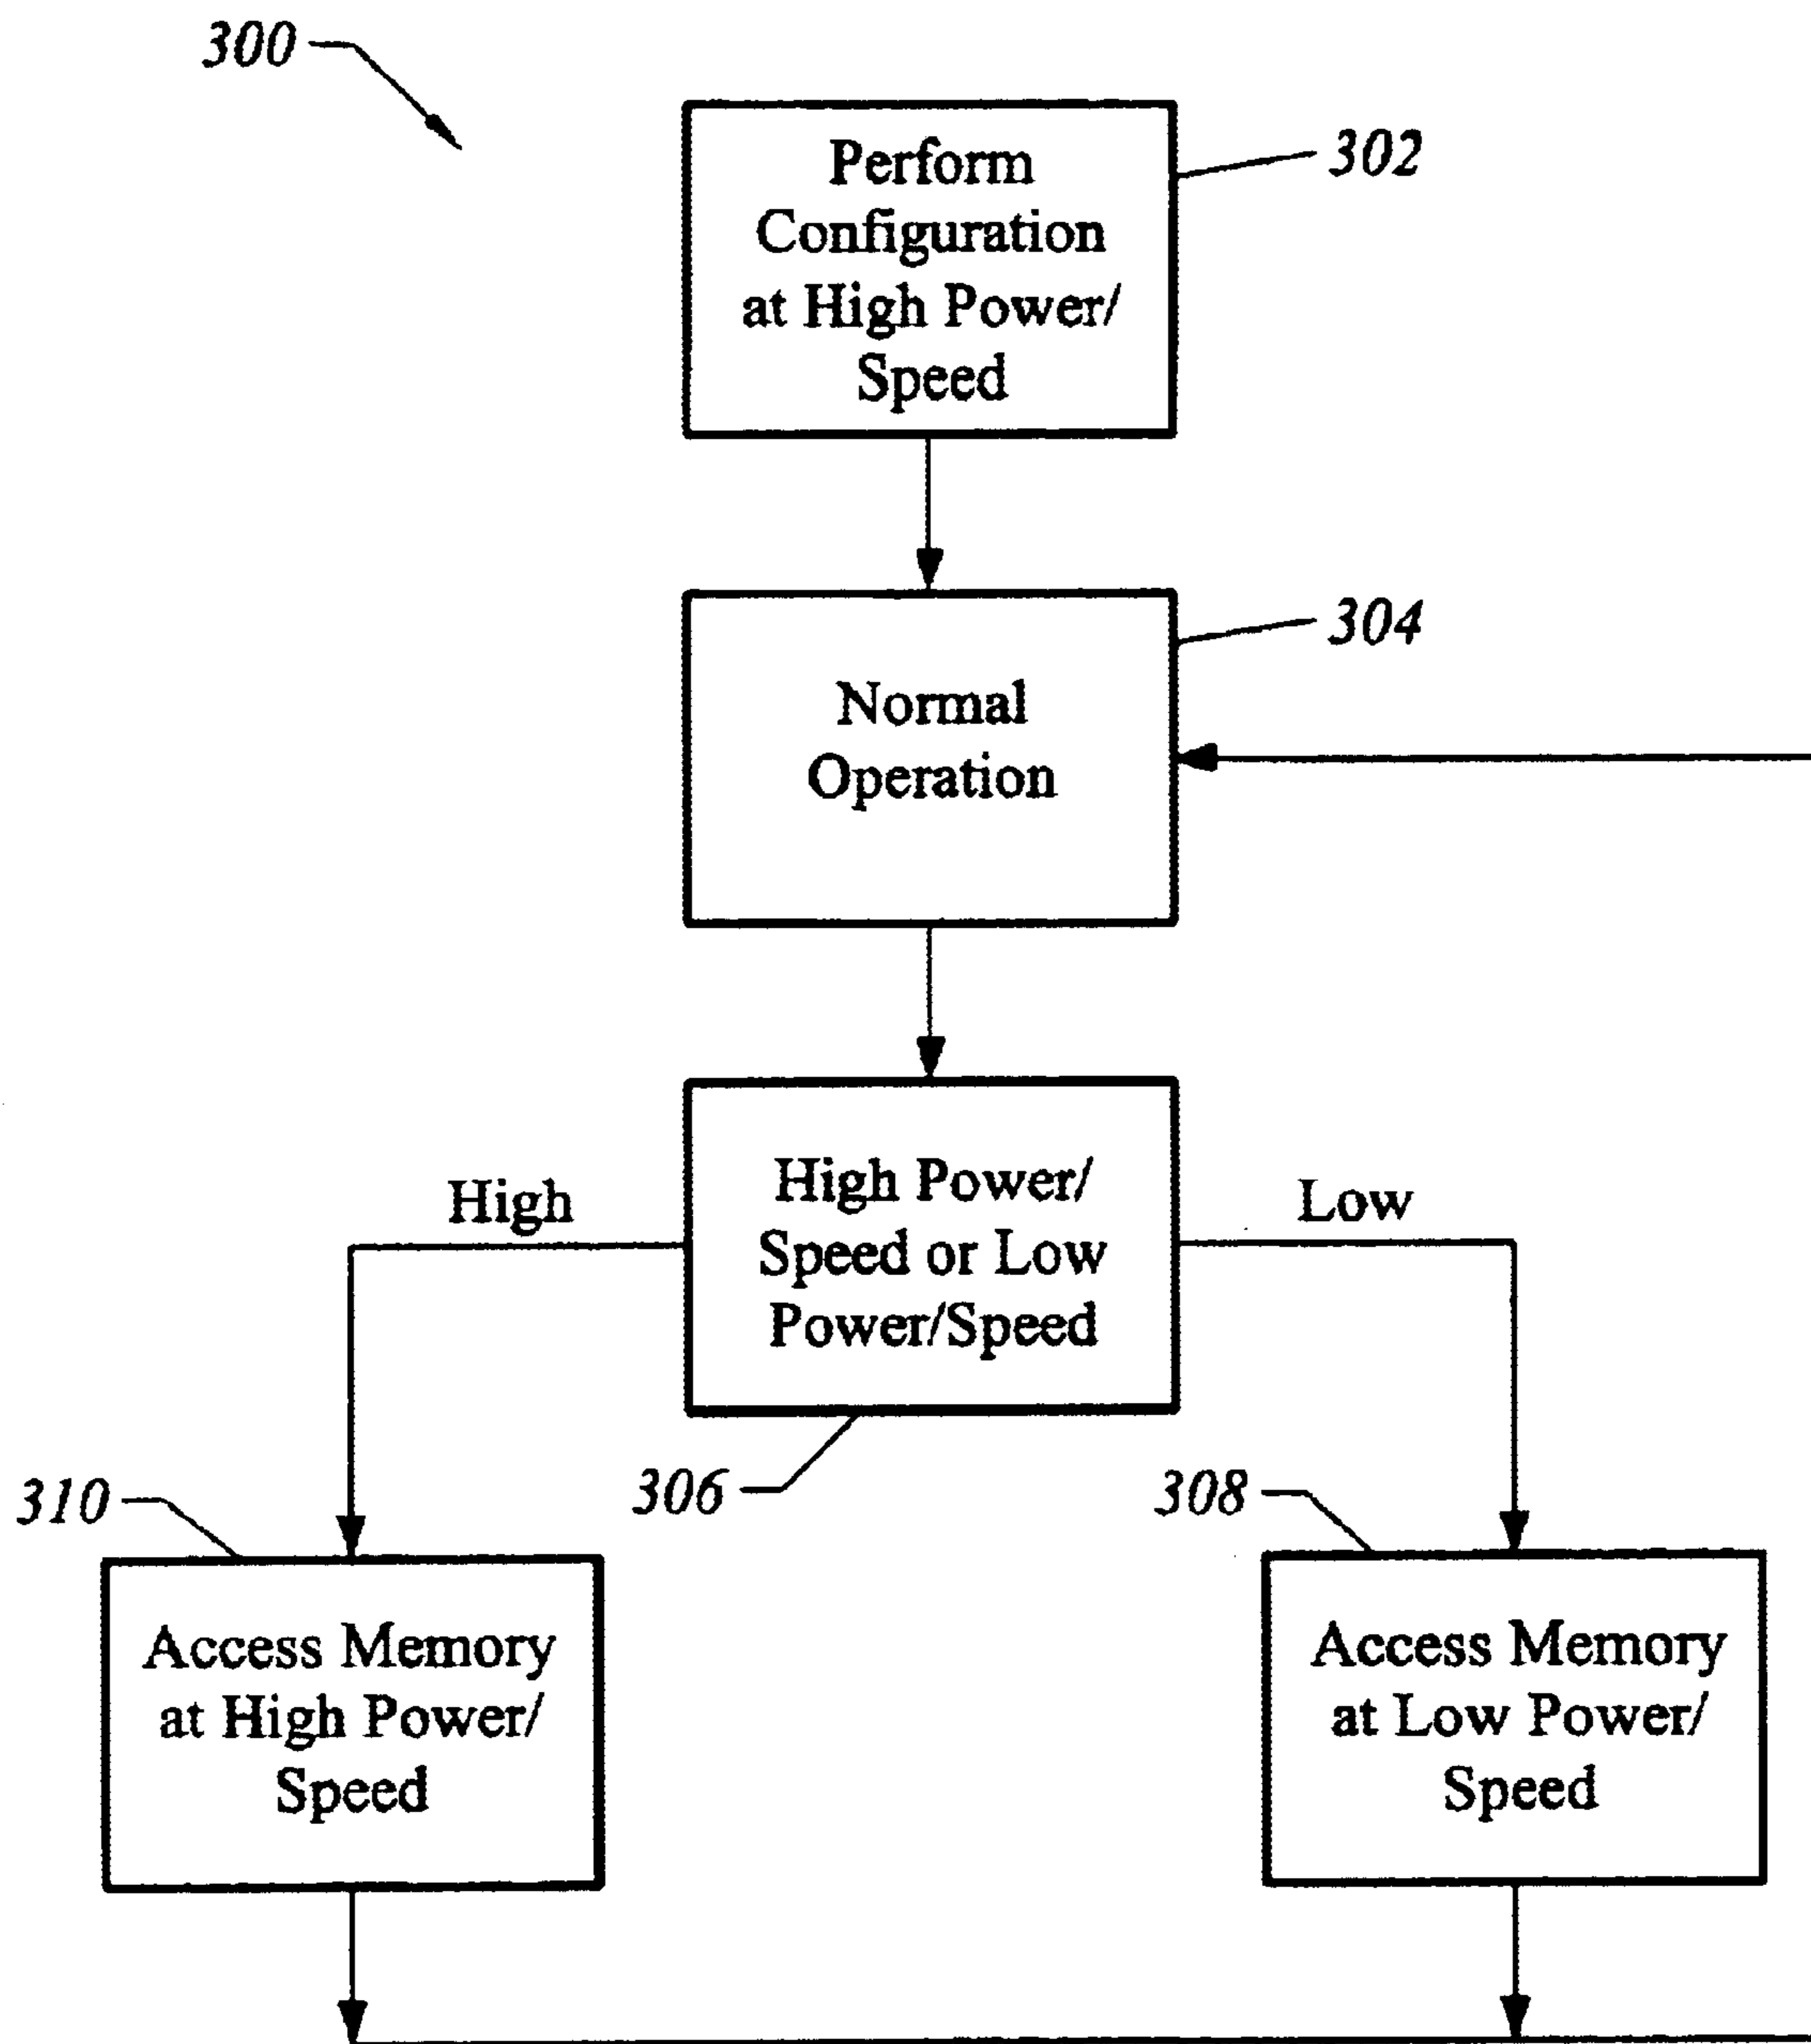 300
Perform
Configuration
at High Power/
Speed
302
Normal
Operation
304
High Power/
Speed or Low
Power/Speed
High
Low
306
310
Access Memory
at High Power/
Speed
308
Access Memory
at Low Power/
Speed